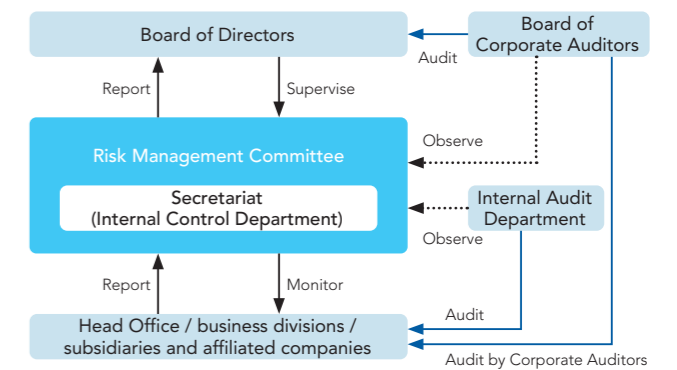 Board of Directors
Board of
Corporate Auditors
Audit
Report
Supervise
Observe
Risk Management Committee
Secretariat
(Internal Control Department)
Internal Audit
Department
Observe
Report
Monitor
Audit
Head Office / business divisions /
subsidiaries and affiliated companies
Audit by Corporate Auditors